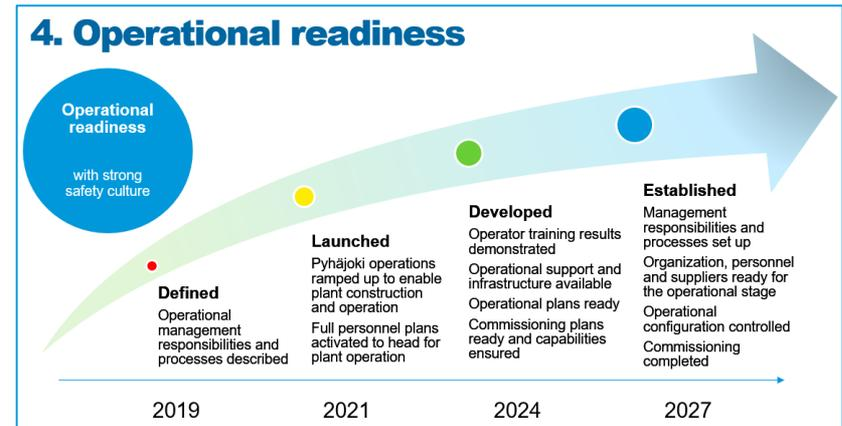 4. Operational readiness
Operational
readiness
with strong
safety culture
Defined
Operational
management
responsibilities and
processes described
Launched
Pyhäjoki operations
ramped up to enable
plant construction
and operation
Full personnel plans
activated to head for
plant operation
Developed
Operator training results
demonstrated
Operational support and
infrastructure available
Operational plans ready
Commissioning plans
ready and capabilities
ensured
Established
Management
responsibilities and
processes set up
Organization, personnel
and suppliers ready for
the operational stage
Operational
configuration controlled
Commissioning
completed
2019
2021
2024
2027